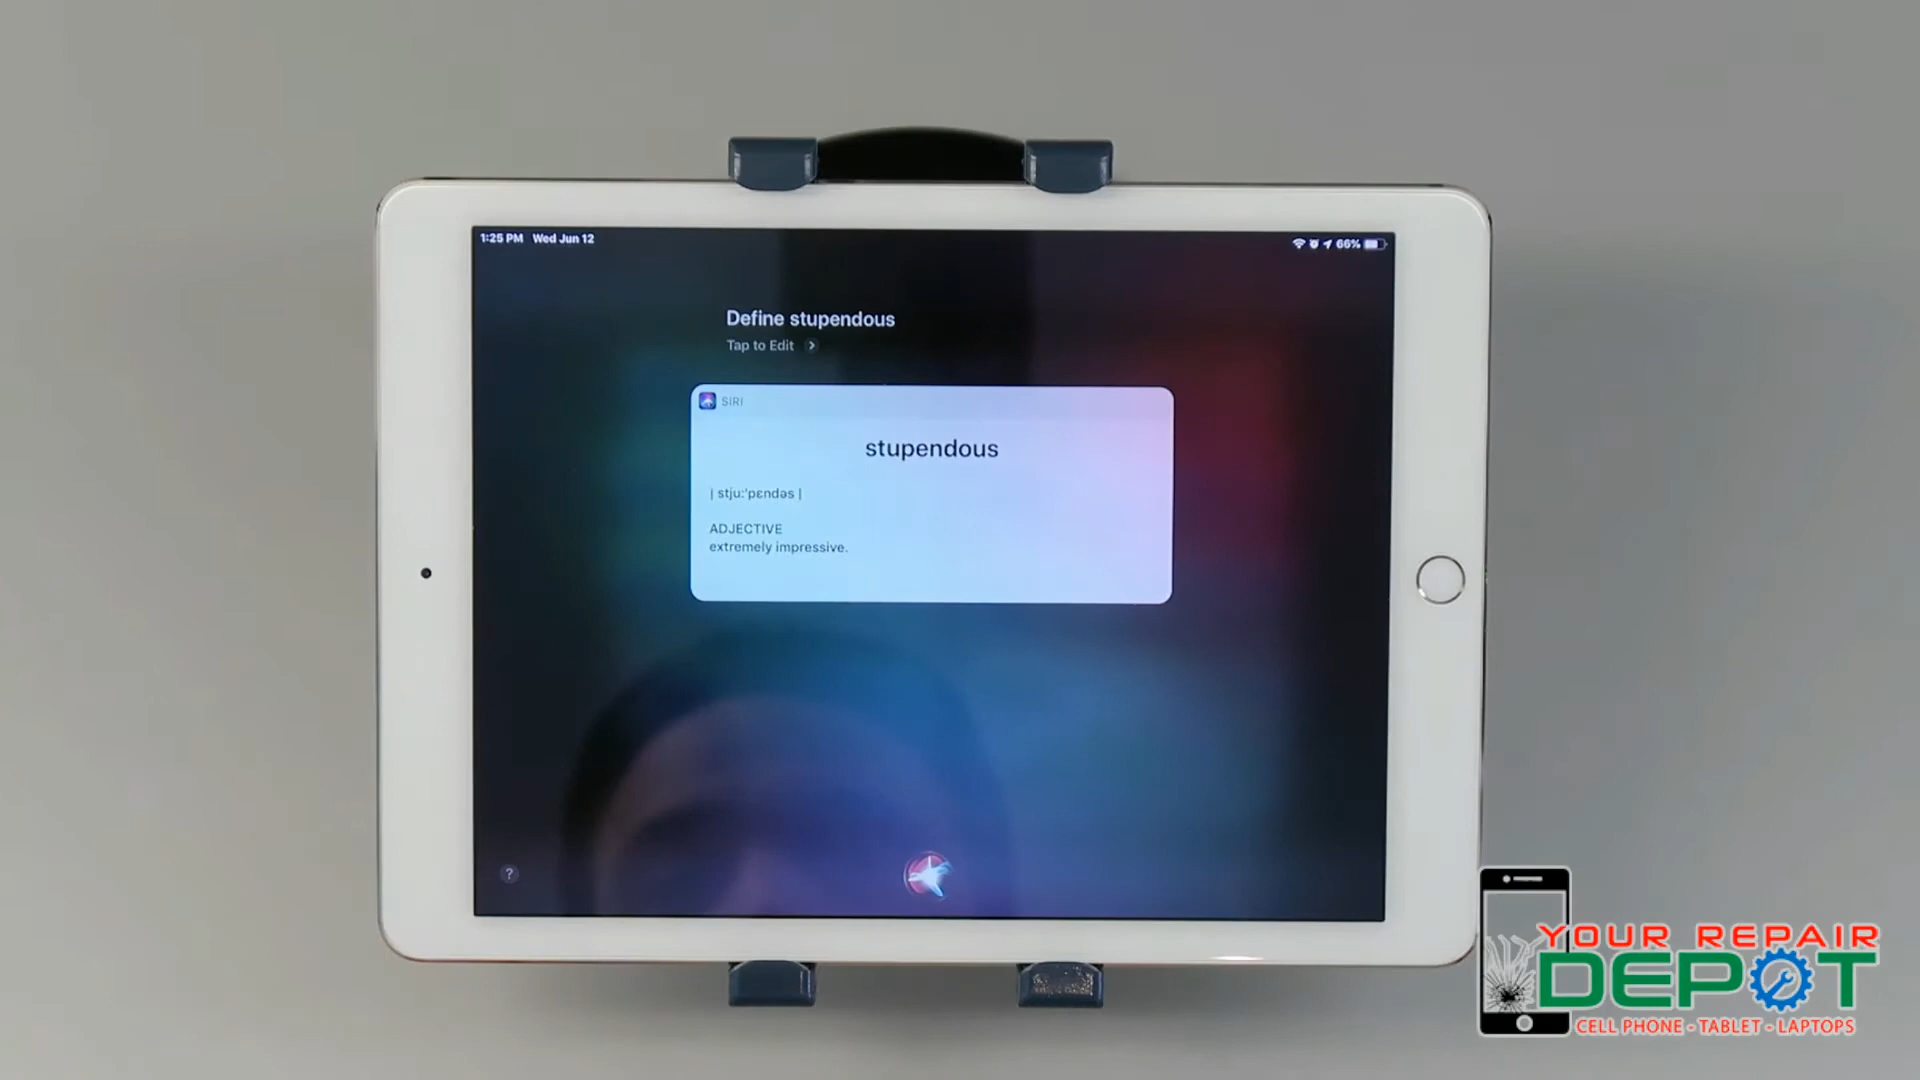 1:25 PM Wed Jun 12
66%
Define stupendous
Tap to Edit >
SIRI
stupendous
| stjuːˈpɛndəs |
ADJECTIVE
extremely impressive.
?
YOUR REPAIR
DEPOT
CELL PHONE - TABLET - LAPTOPS